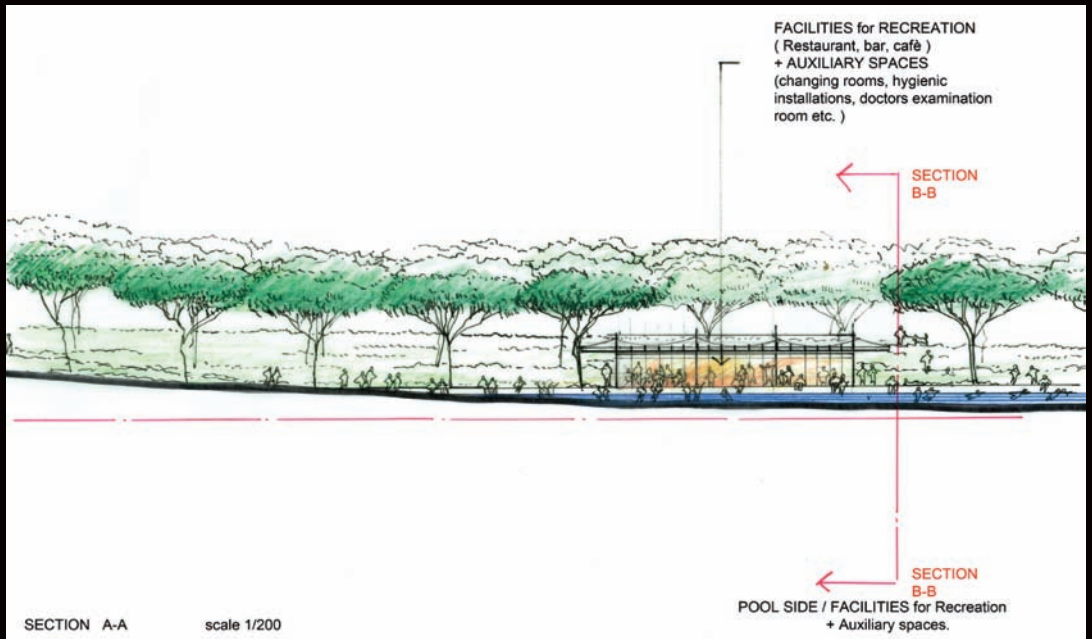 FACILITIES for RECREATION
( Restaurant, bar, cafè )
+ AUXILIARY SPACES
(changing rooms, hygienic
installations, doctors examination
room etc. )
SECTION
B-B
SECTION
B-B
POOL SIDE / FACILITIES for Recreation
+ Auxiliary spaces.
SECTION A-A scale 1/200